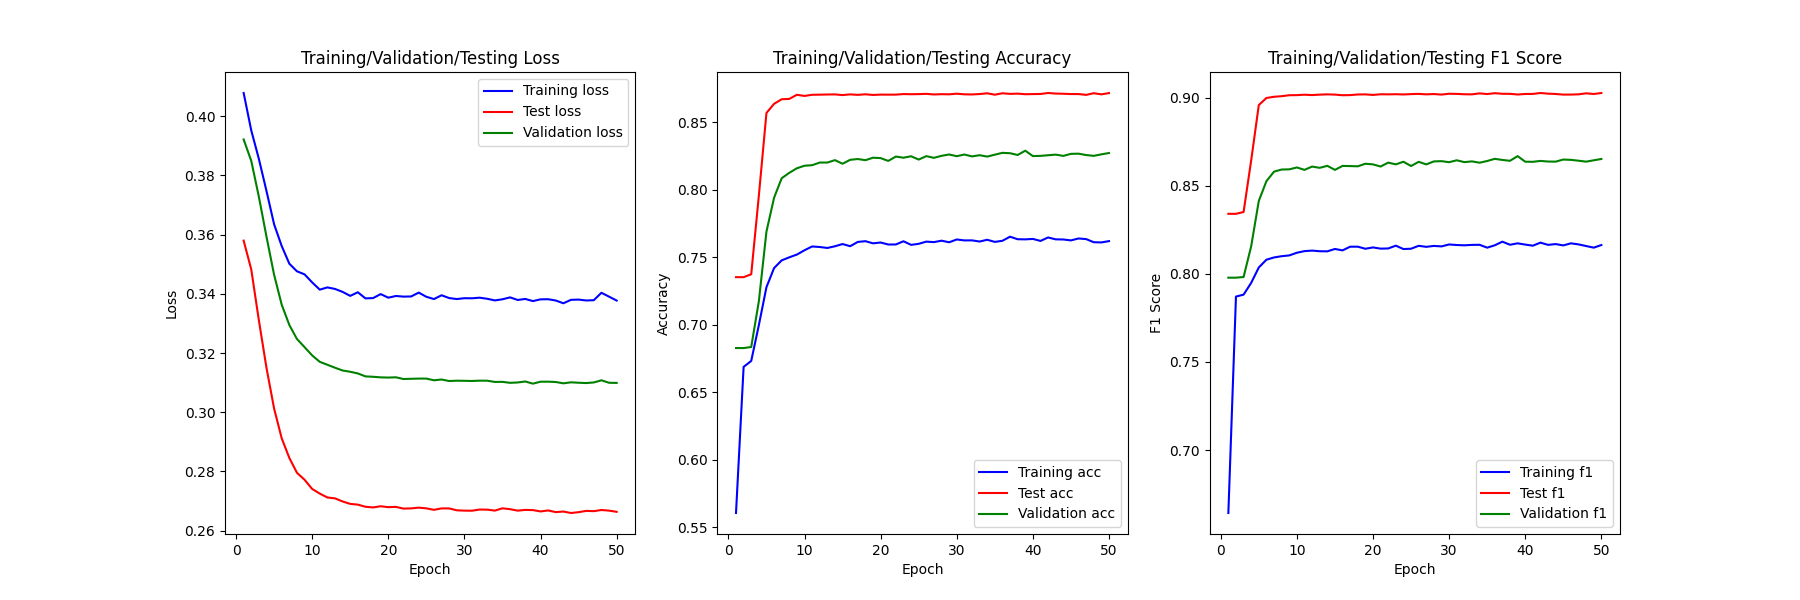 Training/Validation/Testing Loss
Training loss
Test loss
Validation loss
0.40
0.38
0.36
0.34
0.32
0.30
0.28
0.26
Loss
0 10 20 30 40 50
Epoch
Training/Validation/Testing Accuracy
0.85
0.80
0.75
0.70
0.65
0.60
0.55
Accuracy
Training acc
Test acc
Validation acc
0 10 20 30 40 50
Epoch
Training/Validation/Testing F1 Score
0.90
0.85
0.80
0.75
0.70
F1 Score
Training f1
Test f1
Validation f1
0 10 20 30 40 50
Epoch